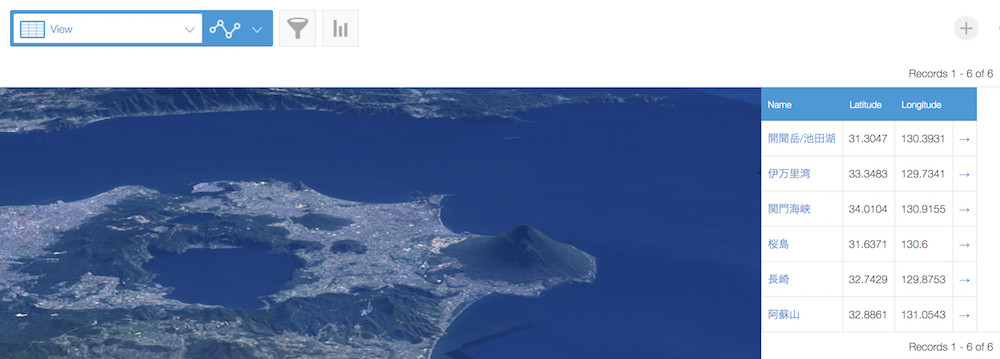 View
Records 1 - 6 of 6
Name Latitude Longitude
開聞岳/池田湖 31.3047 130.3931 →
伊万里湾 33.3483 129.7341 →
関門海峡 34.0104 130.9155 →
桜島 31.6371 130.6 →
長崎 32.7429 129.8753 →
阿蘇山 32.8861 131.0543 →
Records 1 - 6 of 6